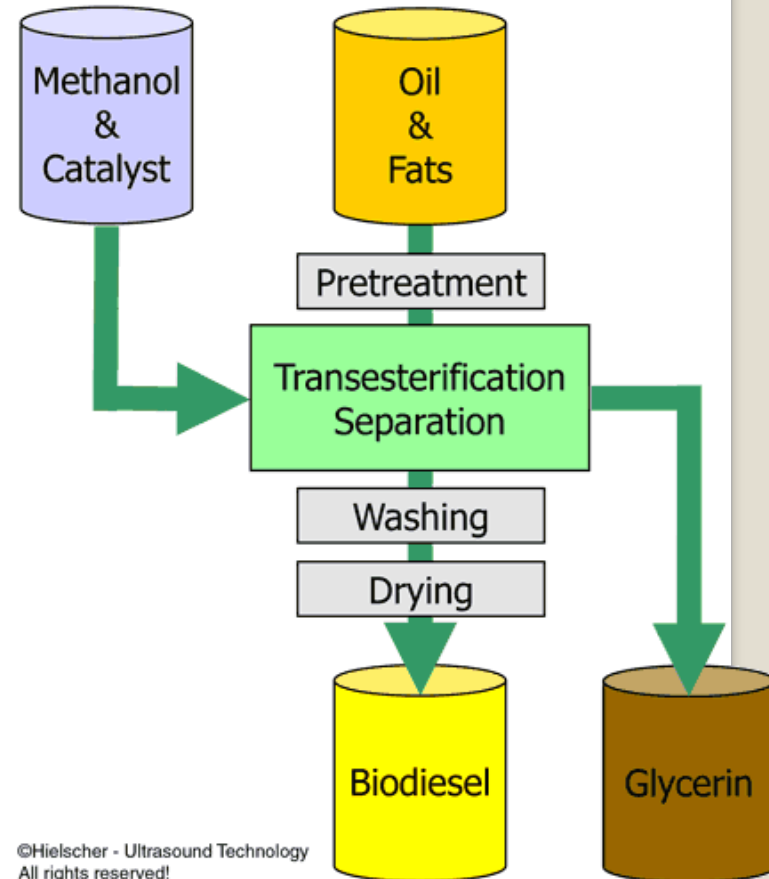 Methanol
&
Catalyst
Oil
&
Fats
Pretreatment
Transesterification
Separation
Washing
Drying
Biodiesel
Glycerin
©Hielscher - Ultrasound Technology
All rights reserved!